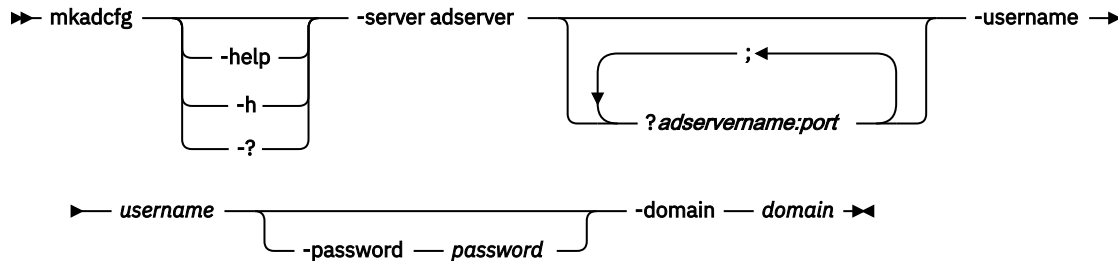 mkadcfg -server adserver -username
-help
;
-h
?adservername:port
-?
username -domain domain
-password password